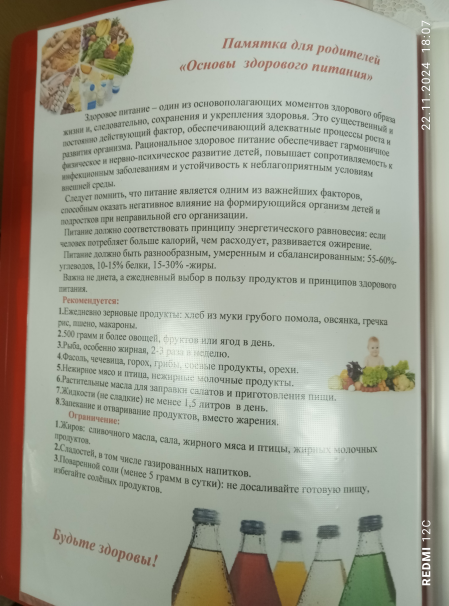 Памятка для родителей
«Основы здорового питания»
Здоровое питание – один из основополагающих моментов здорового образа
жизни и, следовательно, сохранения и укрепления здоровья. Это существенный и
постоянно действующий фактор, обеспечивающий адекватные процессы роста и
развития организма. Рациональное здоровое питание обеспечивает гармоничное
физическое и нервно-психическое развитие детей, повышает сопротивляемость к
инфекционным заболеваниям и устойчивость к неблагоприятным условиям
внешней среды.
Следует помнить, что питание является одним из важнейших факторов,
способным оказать негативное влияние на формирующийся организм детей и
подростков при неправильной его организации.
Питание должно соответствовать принципу энергетического равновесия: если
человек потребляет больше калорий, чем расходует, развивается ожирение.
Питание должно быть разнообразным, умеренным и сбалансированным: 55-60%-
углеводов, 10-15% белки, 15-30% -жиры.
Важна не диета, а ежедневный выбор в пользу продуктов и принципов здорового
питания.
Рекомендуется:
1.Ежедневно зерновые продукты: хлеб из муки грубого помола, овсянка, гречка
рис, пшено, макароны.
2.500 грамм и более овощей, фруктов или ягод в день.
3.Рыба, особенно жирная, 2-3 раза в неделю.
4.Фасоль, чечевица, горох, грибы, соевые продукты, орехи.
5.Нежирное мясо и птица, нежирные молочные продукты.
6.Растительные масла для заправки салатов и приготовления пищи.
7.Жидкости (не сладкие) не менее 1,5 литров в день.
8.Запекание и отваривание продуктов, вместо жарения.
Ограничение:
1.Жиров: сливочного масла, сала, жирного мяса и птицы, жирных молочных
продуктов.
2.Сладостей, в том числе газированных напитков.
3.Поваренной соли (менее 5 грамм в сутки): не досаливайте готовую пищу,
избегайте солёных продуктов.
Будьте здоровы!
22.11.2024 18:07
REDMI 12C